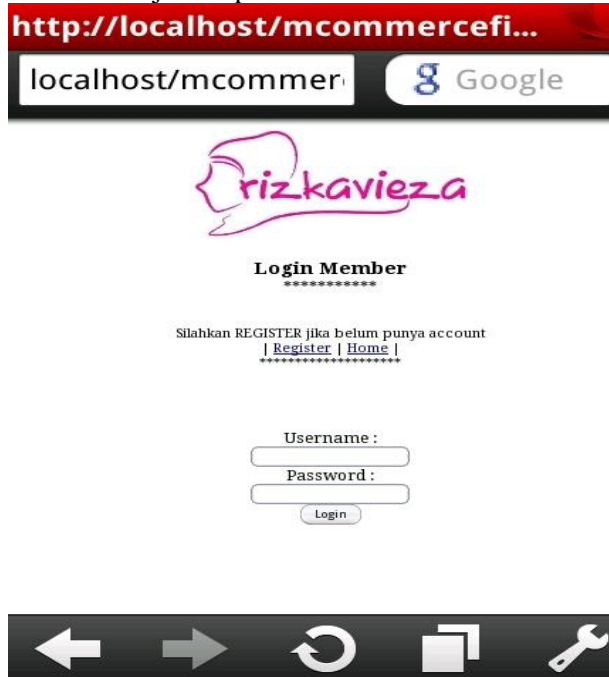 http://localhost/mcommercefi...
localhost/mcommer
g Google
rizkavieza
Login Member
***********
Silahkan REGISTER jika belum punya account
| Register | Home |
********************
Username :
Password :
Login